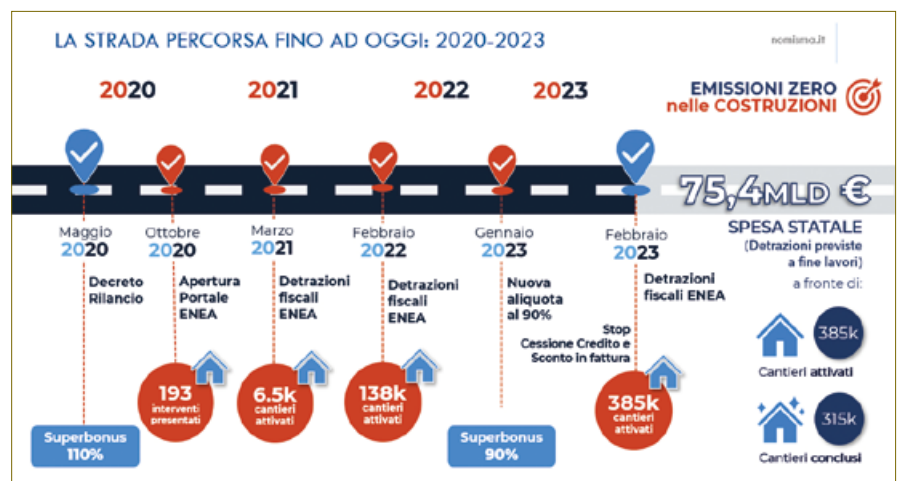 LA STRADA PERCORSA FINO AD OGGI: 2020-2023
nomisma.it
2020
2021
2022
2023
EMISSIONI ZERO
nelle COSTRUZIONI
75,4MLD €
Maggio
2020
Decreto
Rilancio
Superbonus
110%
Ottobre
2020
Apertura
Portale
ENEA
193
interventi
presentati
Marzo
2021
Detrazioni
fiscali
ENEA
6.5k
cantieri
attivati
Febbraio
2022
Detrazioni
fiscali
ENEA
138k
cantieri
attivati
Gennaio
2023
Nuova
aliquota
al 90%
Superbonus
90%
Febbraio
2023
Detrazioni
fiscali ENEA
Stop
Cessione Credito e
Sconto in fattura
385k
cantieri
attivati
SPESA STATALE
(Detrazioni previste
a fine lavori)
a fronte di:
385k
Cantieri attivati
315k
Cantieri conclusi